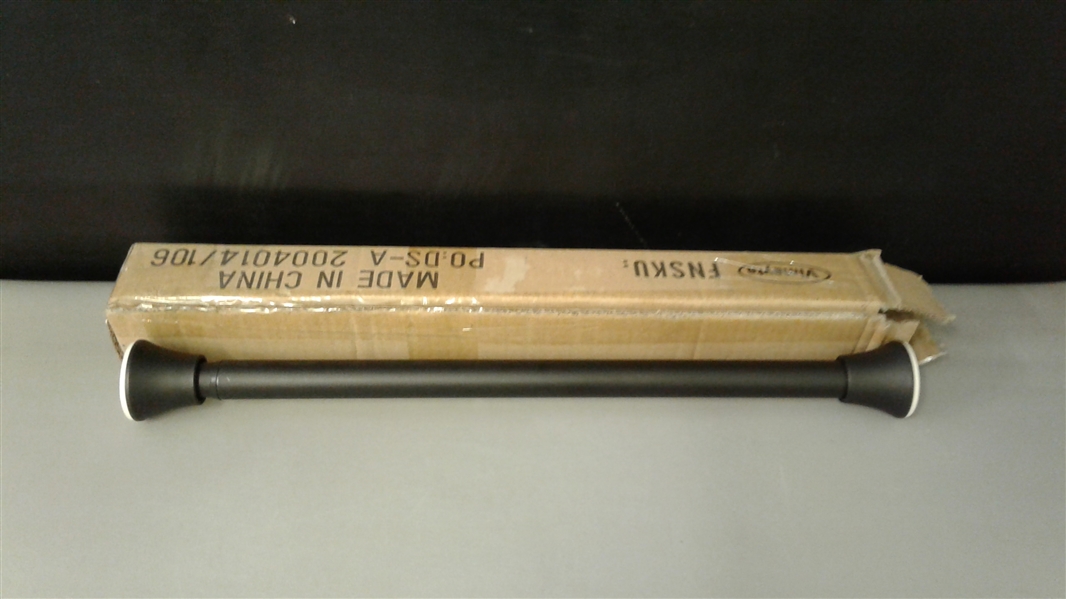 FNSKU:
PO:DS-A 2004014/106
MADE IN CHINA